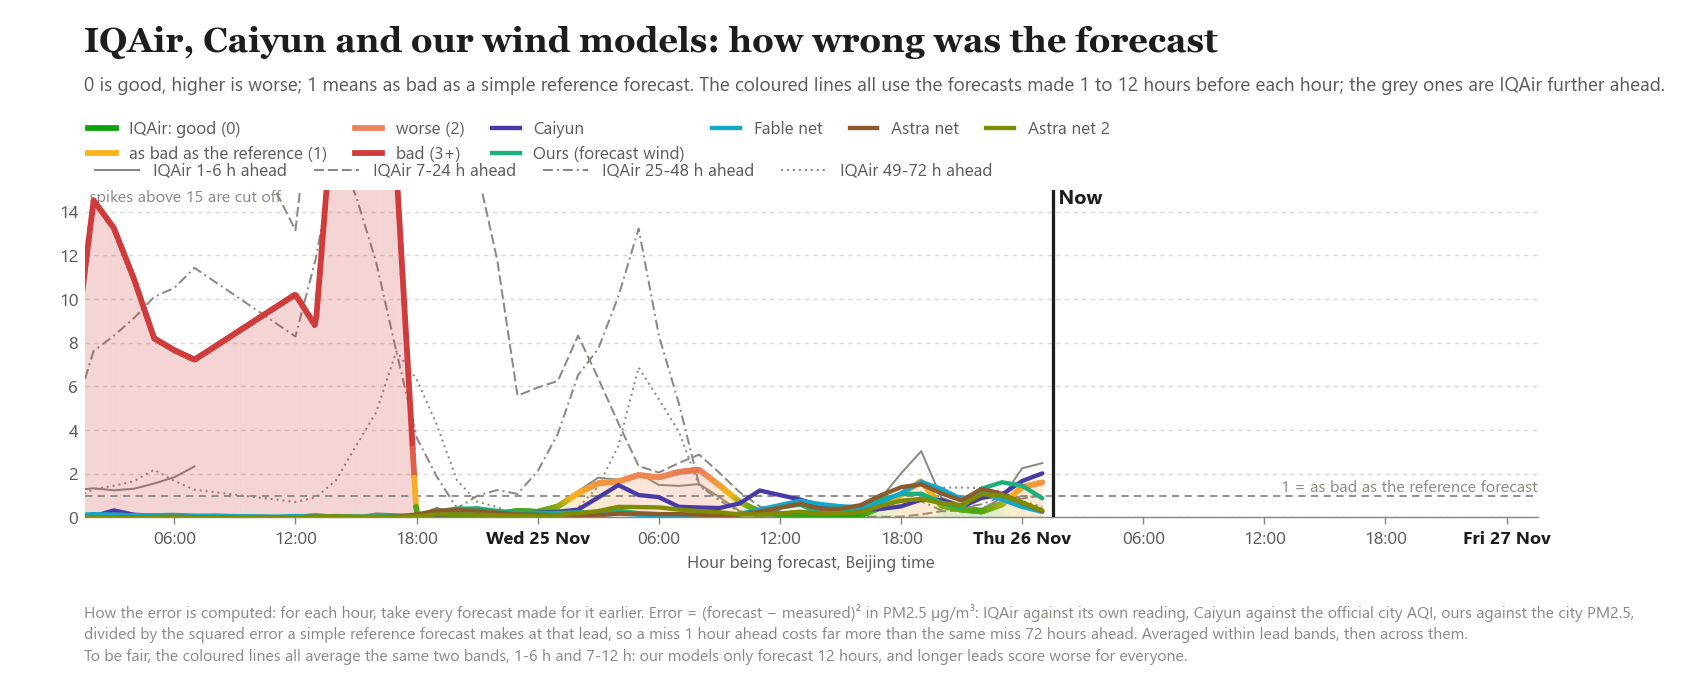 IQAir, Caiyun and our wind models: how wrong was the forecast
0 is good, higher is worse; 1 means as bad as a simple reference forecast. The coloured lines all use the forecasts made 1 to 12 hours before each hour; the grey ones are IQAir further ahead.
IQAir: good (0) worse (2) Caiyun Fable net Astra net Astra net 2
as bad as the reference (1) bad (3+) Ours (forecast wind)
IQAir 1-6 h ahead IQAir 7-24 h ahead IQAir 25-48 h ahead IQAir 49-72 h ahead
spikes above 15 are cut off
Now
14
12
10
8
6
4
2
1 = as bad as the reference forecast
0
06:00 12:00 18:00 Wed 25 Nov 06:00 12:00 18:00 Thu 26 Nov 06:00 12:00 18:00 Fri 27 Nov
Hour being forecast, Beijing time
How the error is computed: for each hour, take every forecast made for it earlier. Error = (forecast − measured)² in PM2.5 µg/m³: IQAir against its own reading, Caiyun against the official city AQI, ours against the city PM2.5,
divided by the squared error a simple reference forecast makes at that lead, so a miss 1 hour ahead costs far more than the same miss 72 hours ahead. Averaged within lead bands, then across them.
To be fair, the coloured lines all average the same two bands, 1-6 h and 7-12 h: our models only forecast 12 hours, and longer leads score worse for everyone.